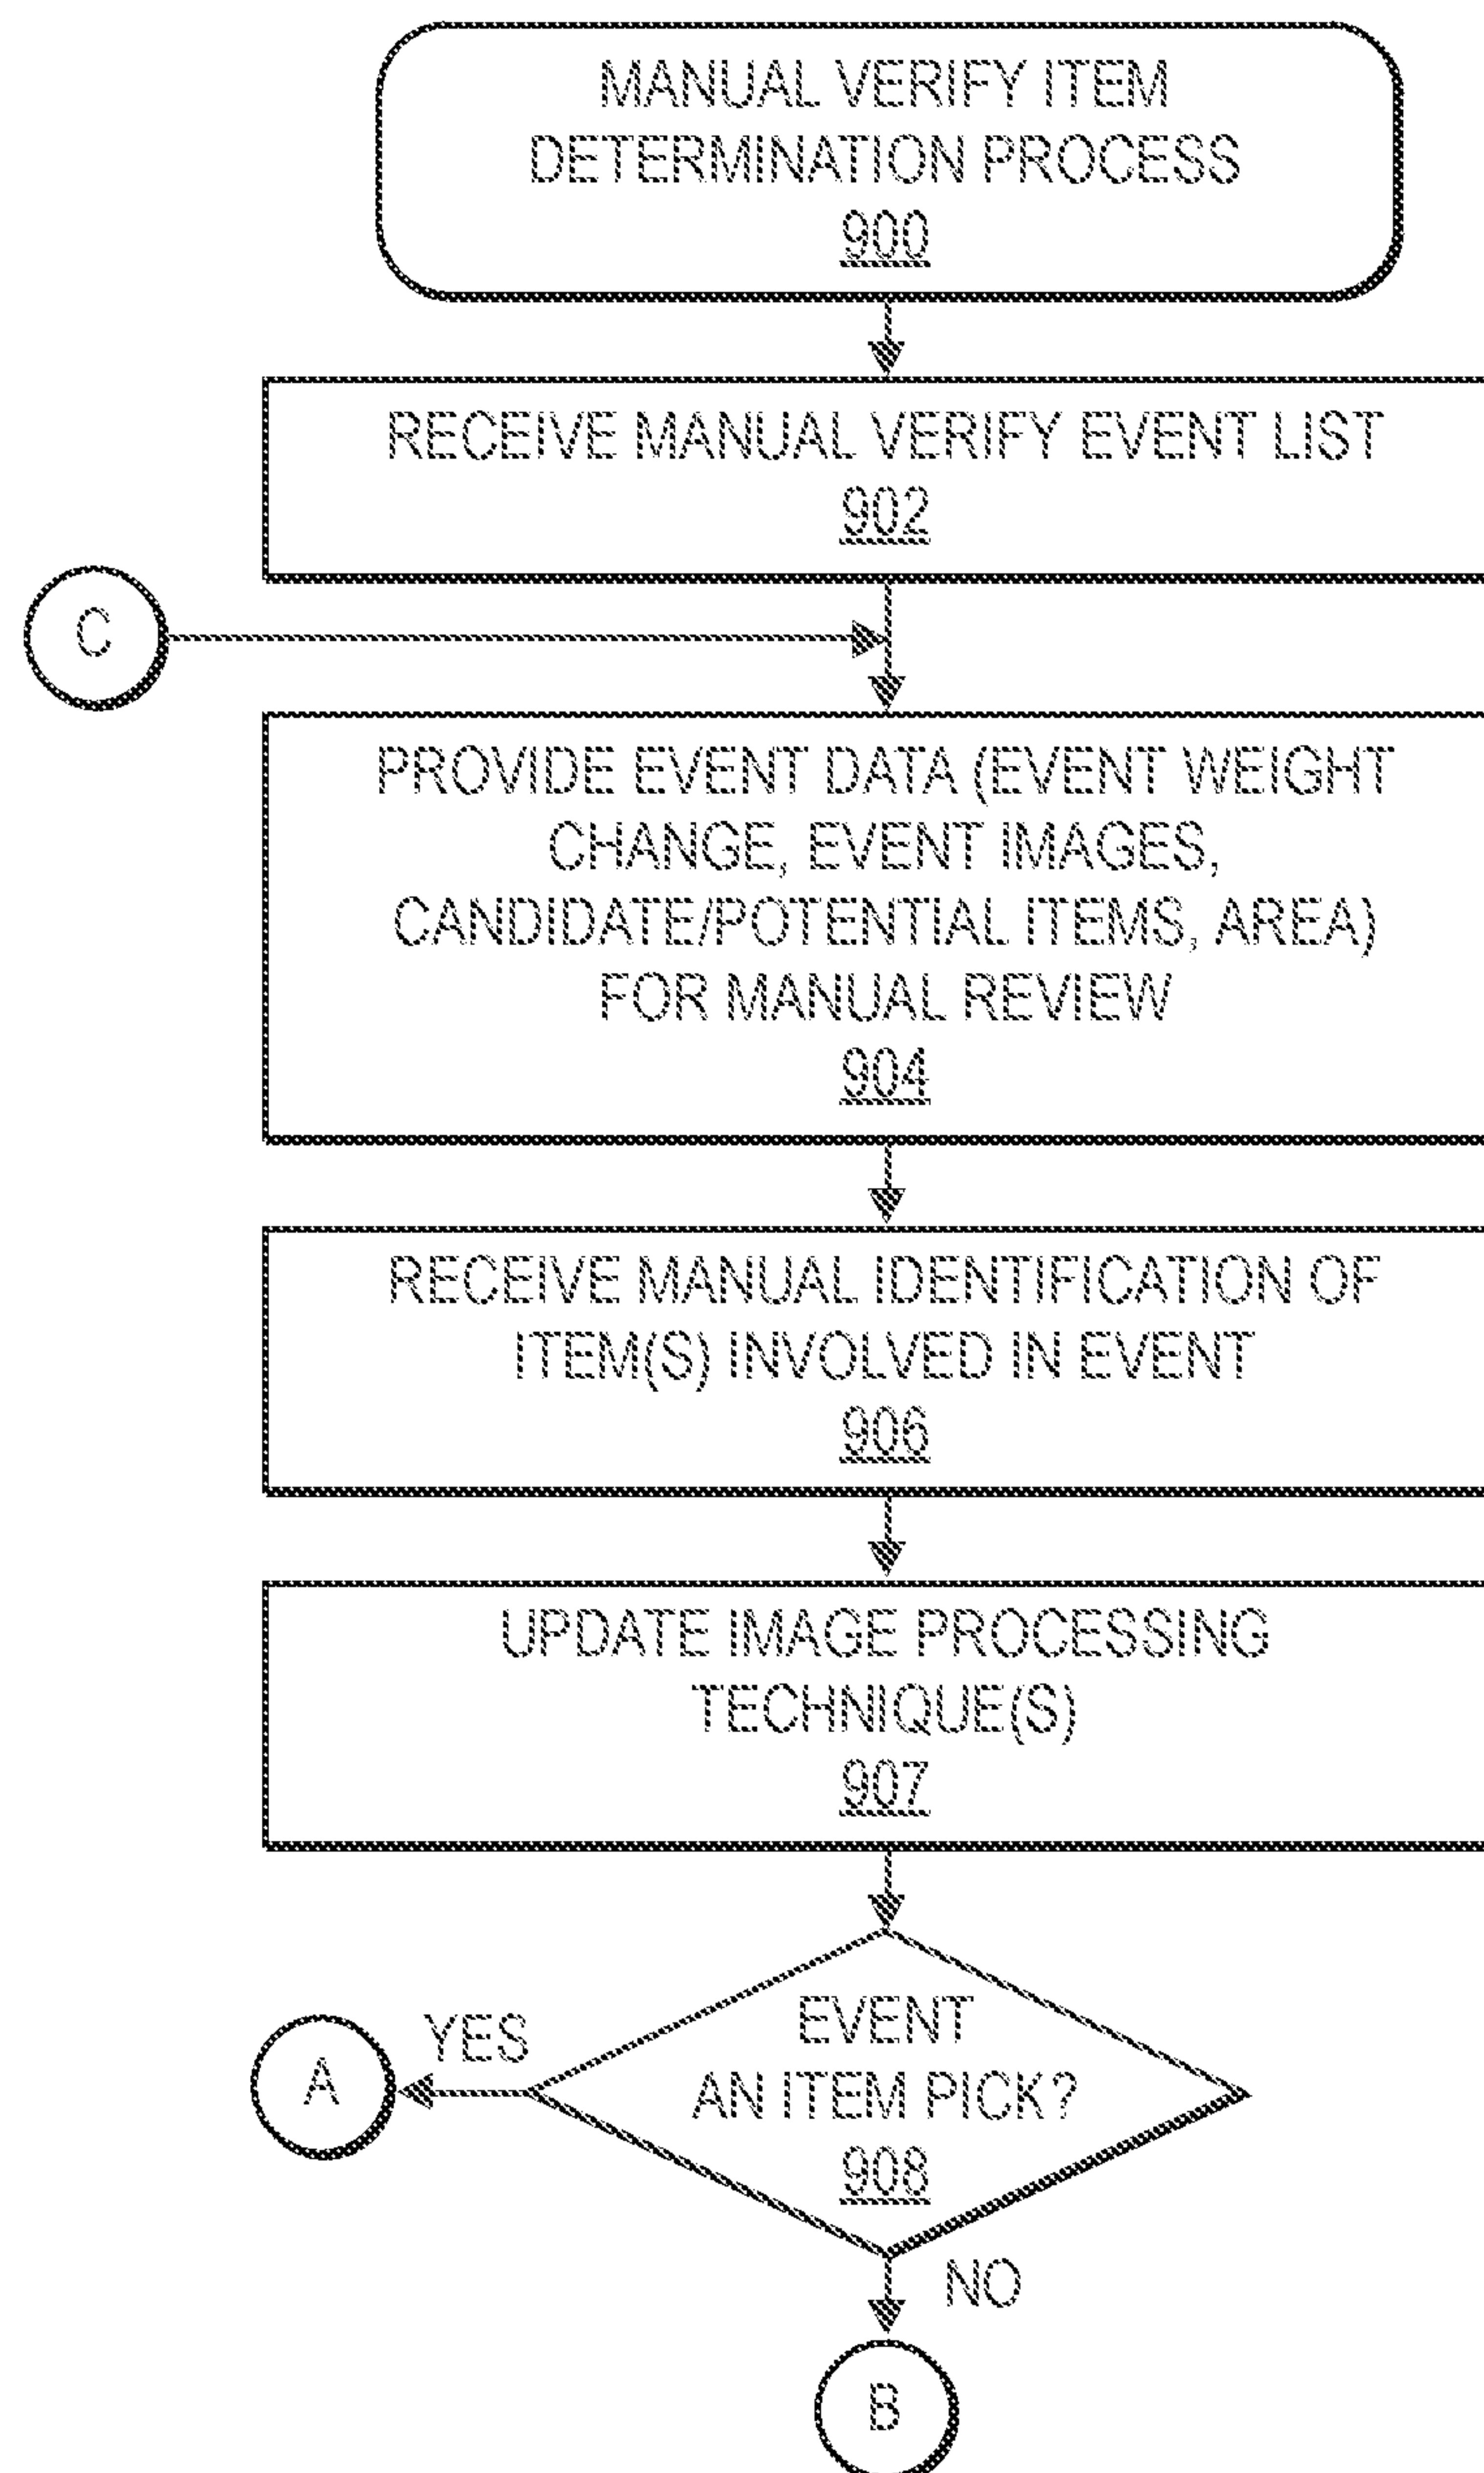 MANUAL VERIFY ITEM
DETERMINATION PROCESS
900
RECEIVE MANUAL VERIFY EVENT LIST
902
C
PROVIDE EVENT DATA (EVENT WEIGHT
CHANGE, EVENT IMAGES,
CANDIDATE/POTENTIAL ITEMS, AREA)
FOR MANUAL REVIEW
904
RECEIVE MANUAL IDENTIFICATION OF
ITEM(S) INVOLVED IN EVENT
906
UPDATE IMAGE PROCESSING
TECHNIQUE(S)
907
EVENT
AN ITEM PICK?
908
YES
A
NO
B